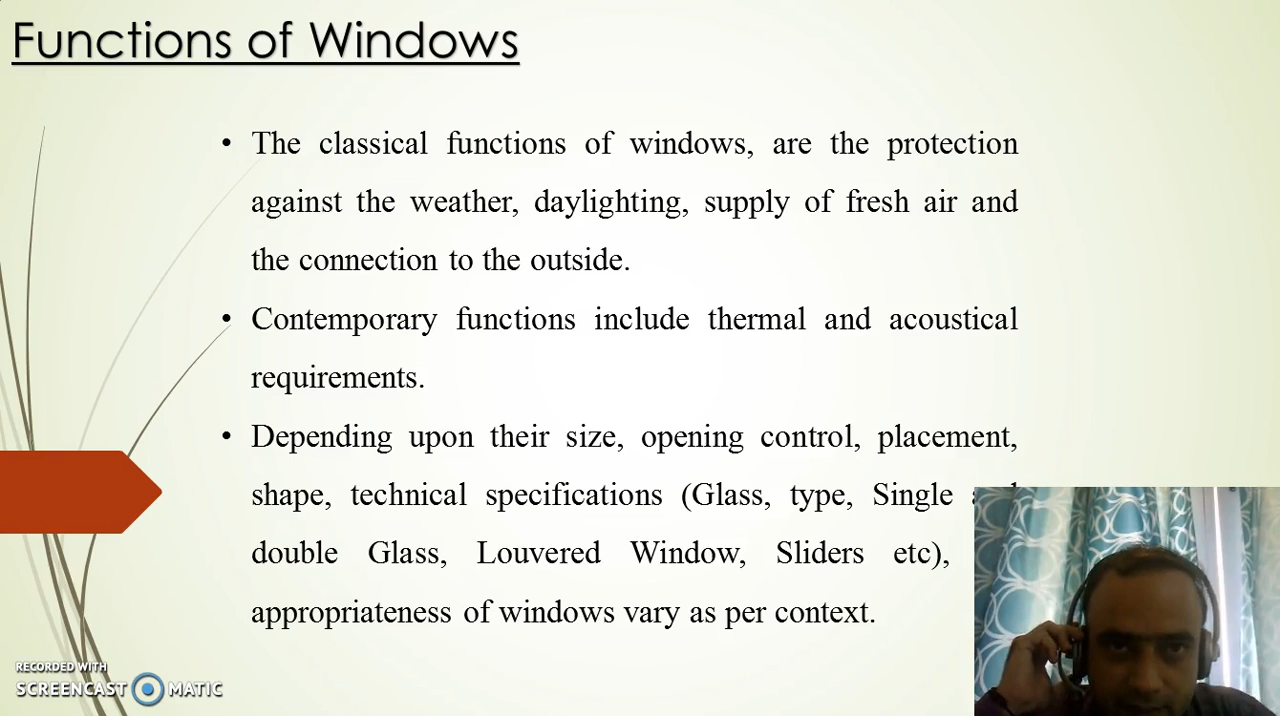 Functions of Windows
• The classical functions of windows, are the protection
against the weather, daylighting, supply of fresh air and
the connection to the outside.
• Contemporary functions include thermal and acoustical
requirements.
• Depending upon their size, opening control, placement,
shape, technical specifications (Glass, type, Single
double Glass, Louvered Window, Sliders etc),
appropriateness of windows vary as per context.
RECORDED WITH
SCREENCAST MATIC